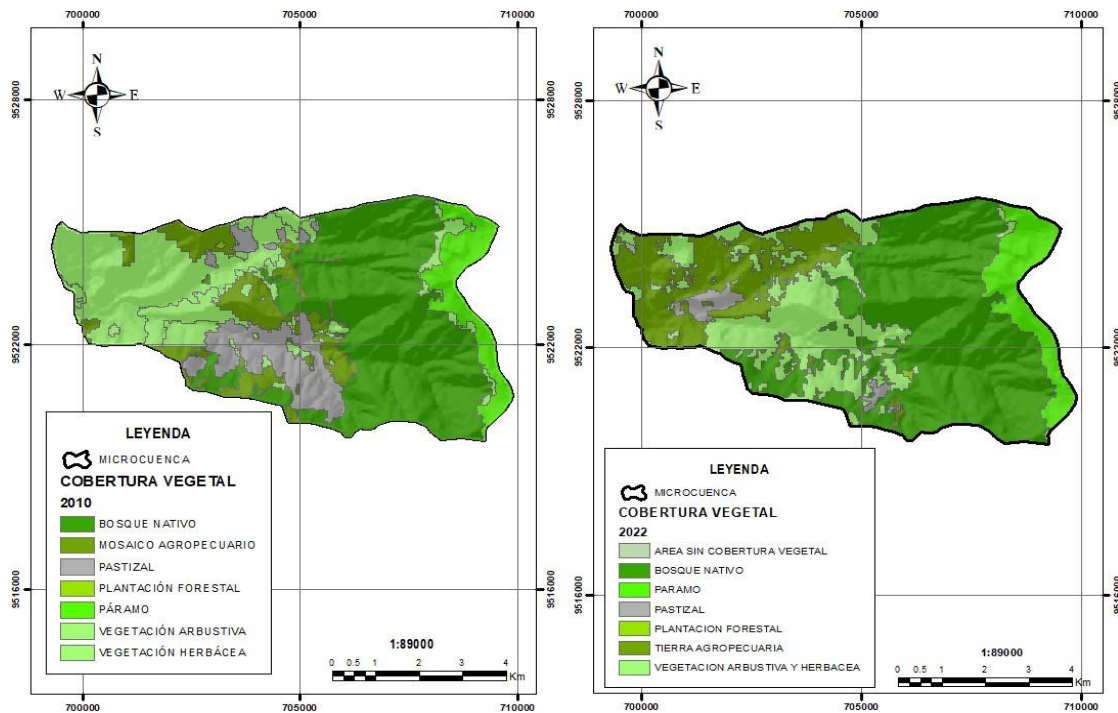 700000 705000 710000
N
W E
S
9528000 9528000
9522000 9522000
9516000 9516000
LEYENDA
MICROCUENCA
COBERTURA VEGETAL
2010
BOSQUE NATIVO
MOSAICO AGROPECUARIO
PASTIZAL
PLANTACIÓN FORESTAL
PÁRAMO
VEGETACIÓN ARBUSTIVA
VEGETACIÓN HERBÁCEA
1:89000
0 0.5 1 2 3 4
Km
700000 705000 710000
700000 705000 710000
N
W E
S
9528000 9528000
9522000 9522000
9516000 9516000
LEYENDA
MICROCUENCA
COBERTURA VEGETAL
2022
AREA SIN COBERTURA VEGETAL
BOSQUE NATIVO
PARAMO
PASTIZAL
PLANTACION FORESTAL
TIERRA AGROPECUARIA
VEGETACION ARBUSTIVA Y HERBACEA
1:89000
0 0.5 1 2 3 4
Km
700000 705000 710000